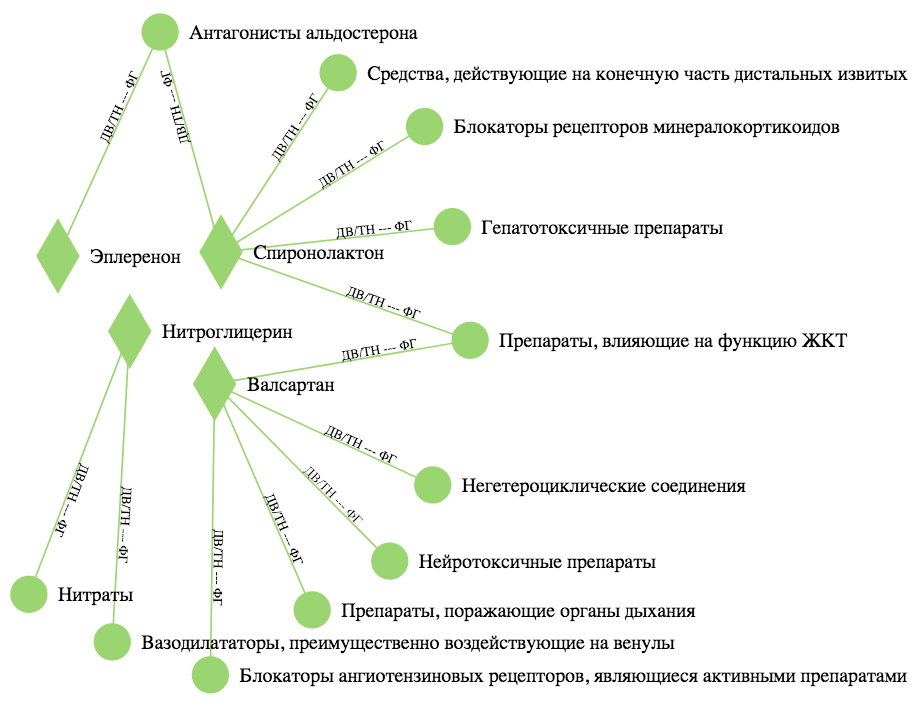 Антагонисты альдостерона
Средства, действующие на конечную часть дистальных извитых
ДВ/ТН --- ФГ
ДВ/ТН --- ФГ
ДВ/ТН --- ФГ
Блокаторы рецепторов минералокортикоидов
ДВ/ТН --- ФГ
ДВ/ТН --- ФГ
Гепатотоксичные препараты
Эплеренон
Спиронолактон
ДВ/ТН --- ФГ
Нитроглицерин
Препараты, влияющие на функцию ЖКТ
ДВ/ТН --- ФГ
Валсартан
ДВ/ТН --- ФГ
Негетероциклические соединения
ДВ/ТН --- ФГ
ДВ/ТН --- ФГ
ДВ/ТН --- ФГ
ДВ/ТН --- ФГ
ДВ/ТН --- ФГ
Нейротоксичные препараты
Нитраты
Препараты, поражающие органы дыхания
Вазодилататоры, преимущественно воздействующие на венулы
Блокаторы ангиотензиновых рецепторов, являющиеся активными препаратами